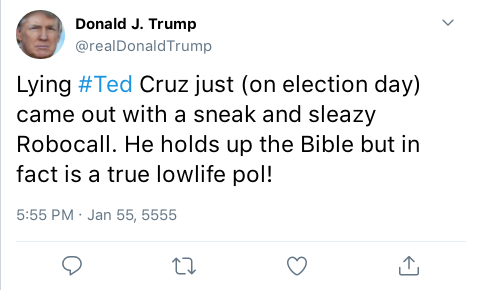 Donald J. Trump
@realDonaldTrump
Lying #Ted Cruz just (on election day)
came out with a sneak and sleazy
Robocall. He holds up the Bible but in
fact is a true lowlife pol!
5:55 PM · Jan 55, 5555